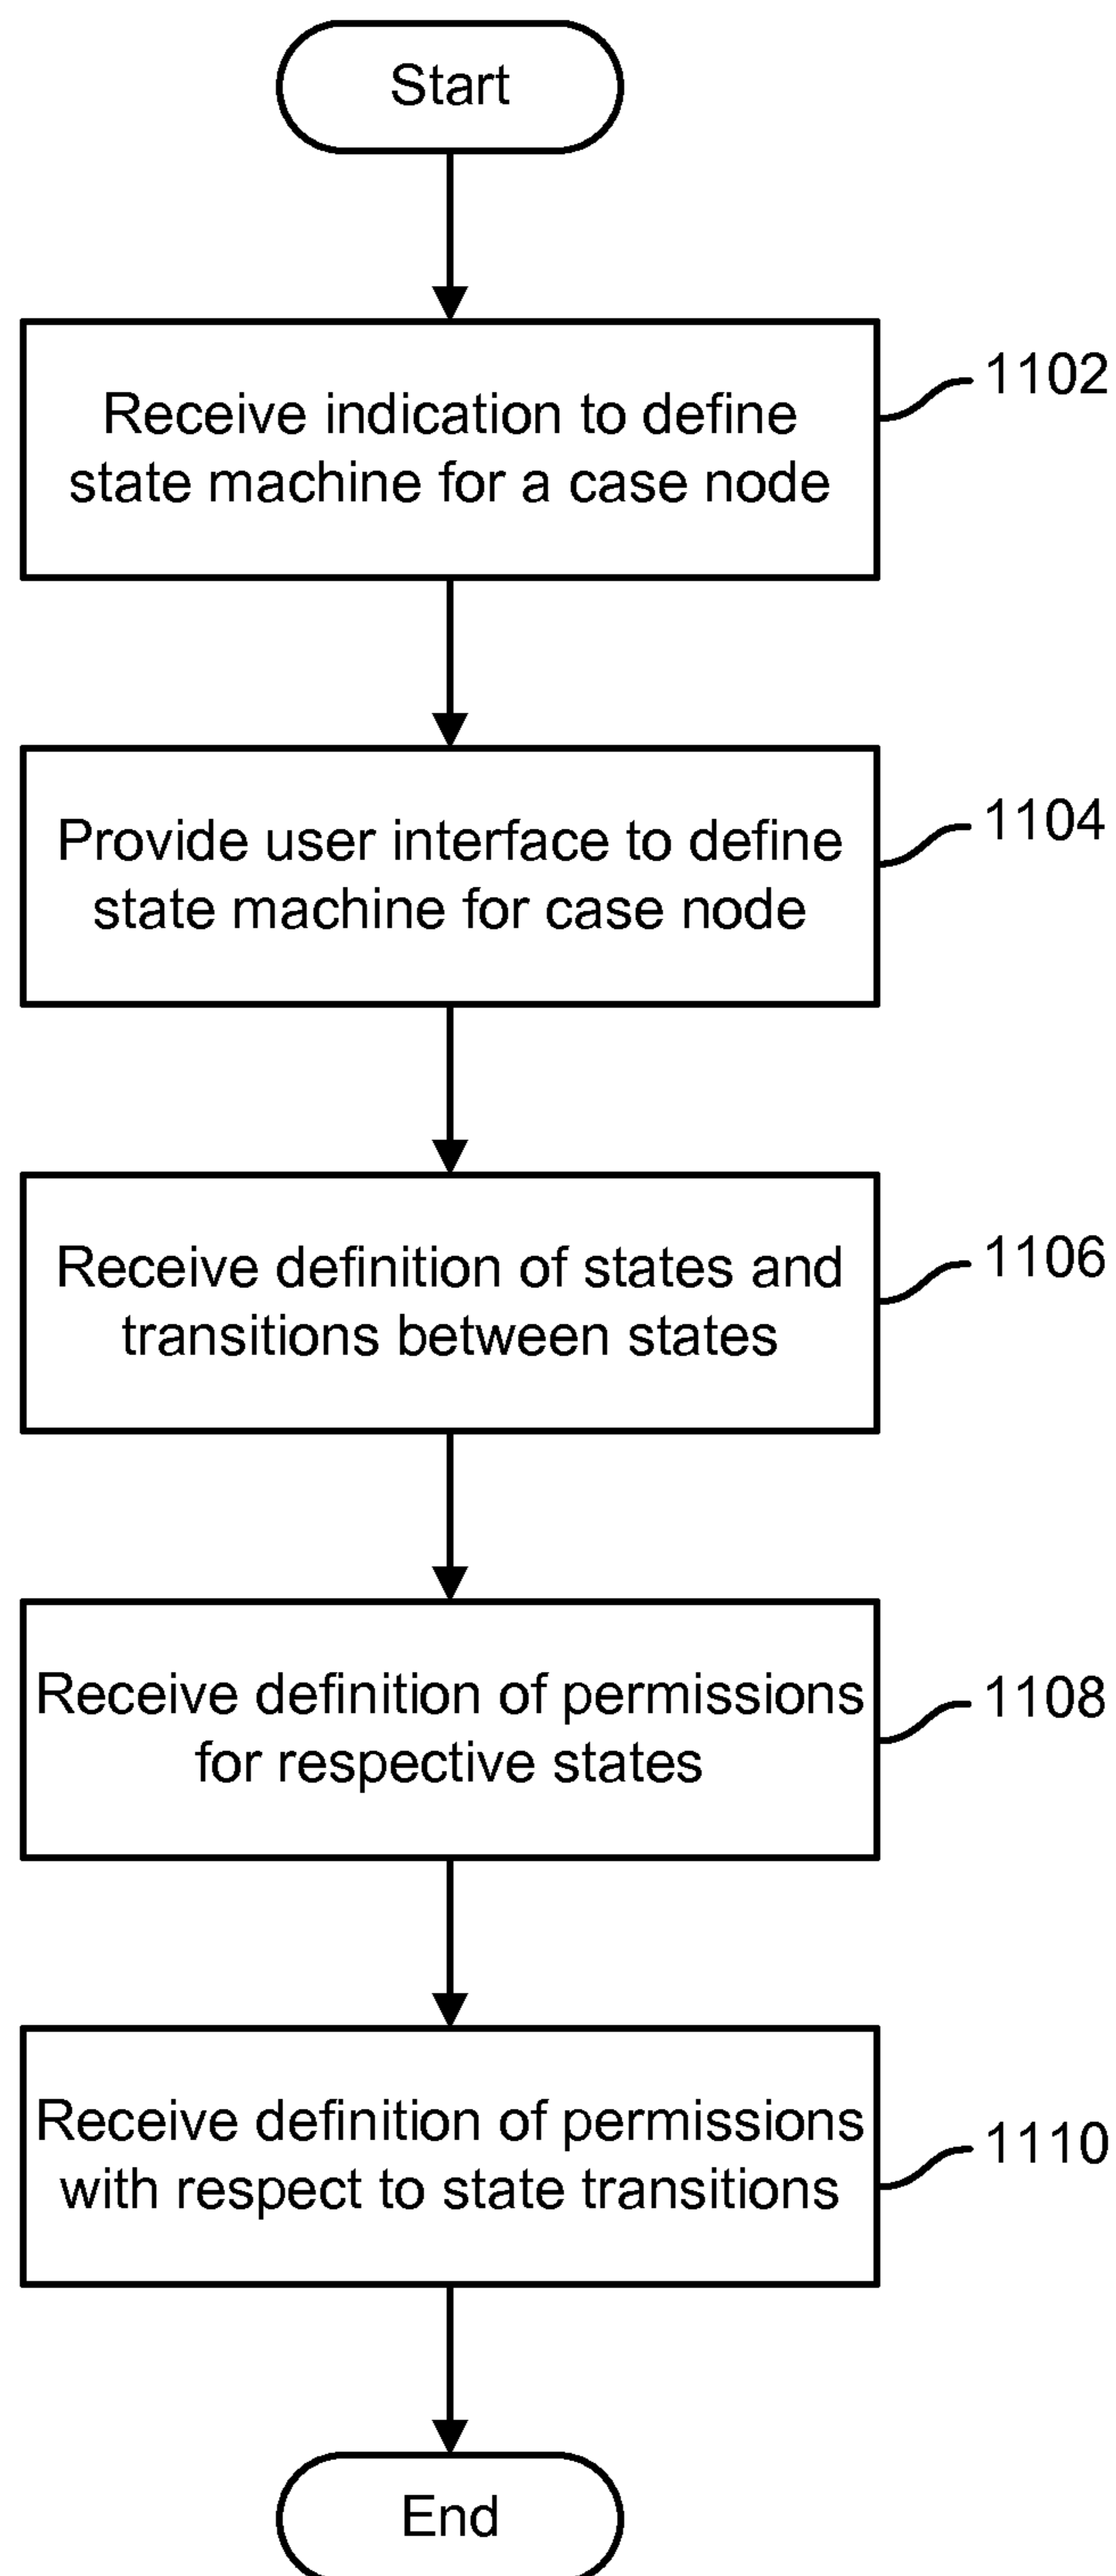 Start
Receive indication to define
state machine for a case node
1102
Provide user interface to define
state machine for case node
1104
Receive definition of states and
transitions between states
1106
Receive definition of permissions
for respective states
1108
Receive definition of permissions
with respect to state transitions
1110
End